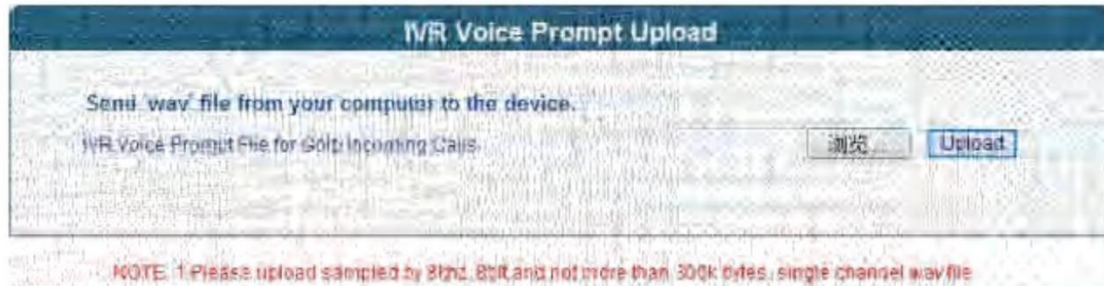 IVR Voice Prompt Upload
Send 'wav' file from your computer to the device.
IVR Voice Prompt File for Gold Incoming Calls
浏览... Upload
NOTE: 1.Please upload sampled by 8khz, 8bit and not more than 300k bytes, single channel wav file